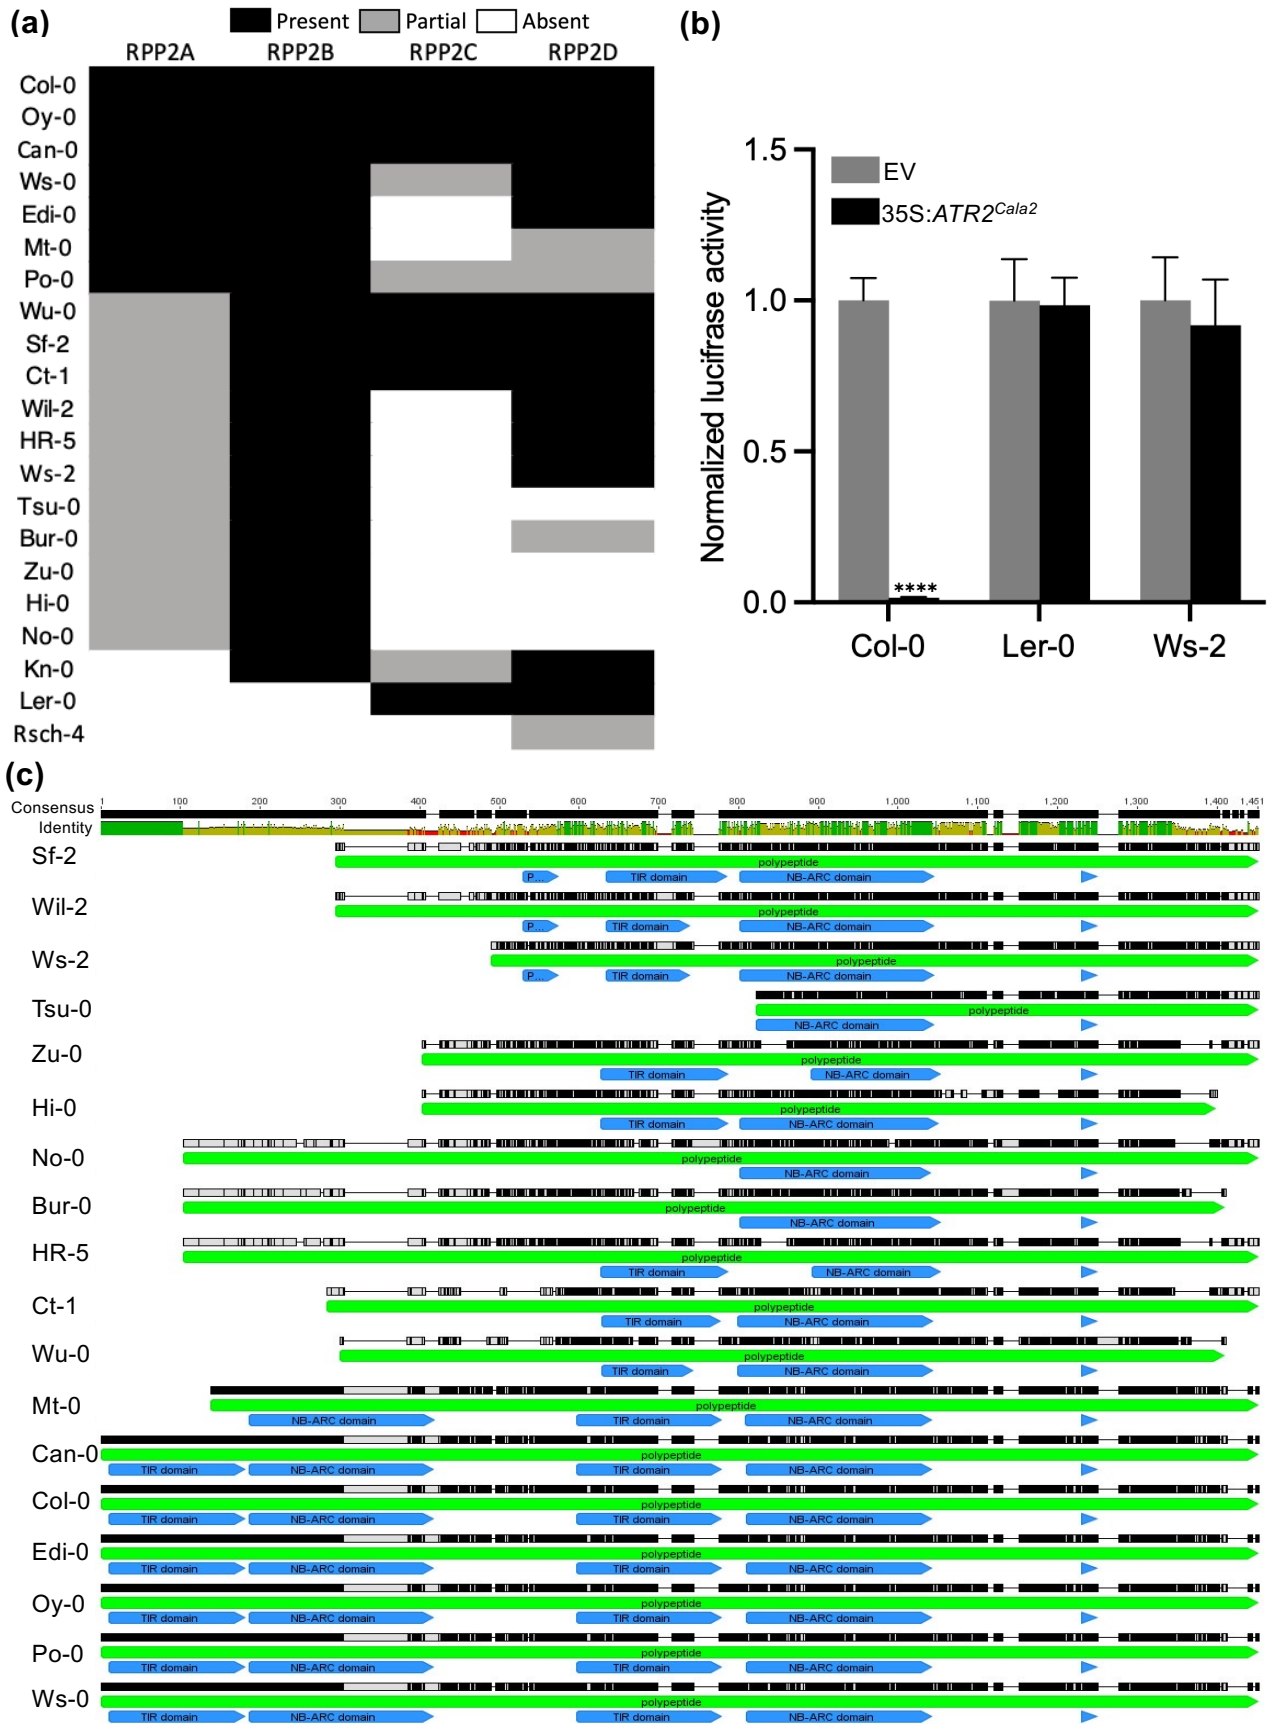 (a)
Present Partial Absent
RPP2A RPP2B RPP2C RPP2D
Col-0
Oy-0
Can-0
Ws-0
Edi-0
Mt-0
Po-0
Wu-0
Sf-2
Ct-1
Wil-2
HR-5
Ws-2
Tsu-0
Bur-0
Zu-0
Hi-0
No-0
Kn-0
Ler-0
Rsch-4
(b)
Normalized lucifrase activity
1.5
1.0
0.5
0.0
EV
35S:ATR2Cala2
****
Col-0 Ler-0 Ws-2
(c)
1 100 200 300 400 500 600 700 800 900 1,000 1,100 1,200 1,300 1,400 1,451
Consensus
Identity
Sf-2
polypeptide
P... TIR domain NB-ARC domain
Wil-2
polypeptide
P... TIR domain NB-ARC domain
Ws-2
polypeptide
P... TIR domain NB-ARC domain
Tsu-0
polypeptide
NB-ARC domain
Zu-0
polypeptide
TIR domain NB-ARC domain
Hi-0
polypeptide
TIR domain NB-ARC domain
No-0
polypeptide
NB-ARC domain
Bur-0
polypeptide
NB-ARC domain
HR-5
polypeptide
TIR domain NB-ARC domain
Ct-1
polypeptide
TIR domain NB-ARC domain
Wu-0
polypeptide
TIR domain NB-ARC domain
Mt-0
polypeptide
NB-ARC domain TIR domain NB-ARC domain
Can-0
polypeptide
TIR domain NB-ARC domain TIR domain NB-ARC domain
Col-0
polypeptide
TIR domain NB-ARC domain TIR domain NB-ARC domain
Edi-0
polypeptide
TIR domain NB-ARC domain TIR domain NB-ARC domain
Oy-0
polypeptide
TIR domain NB-ARC domain TIR domain NB-ARC domain
Po-0
polypeptide
TIR domain NB-ARC domain TIR domain NB-ARC domain
Ws-0
polypeptide
TIR domain NB-ARC domain TIR domain NB-ARC domain